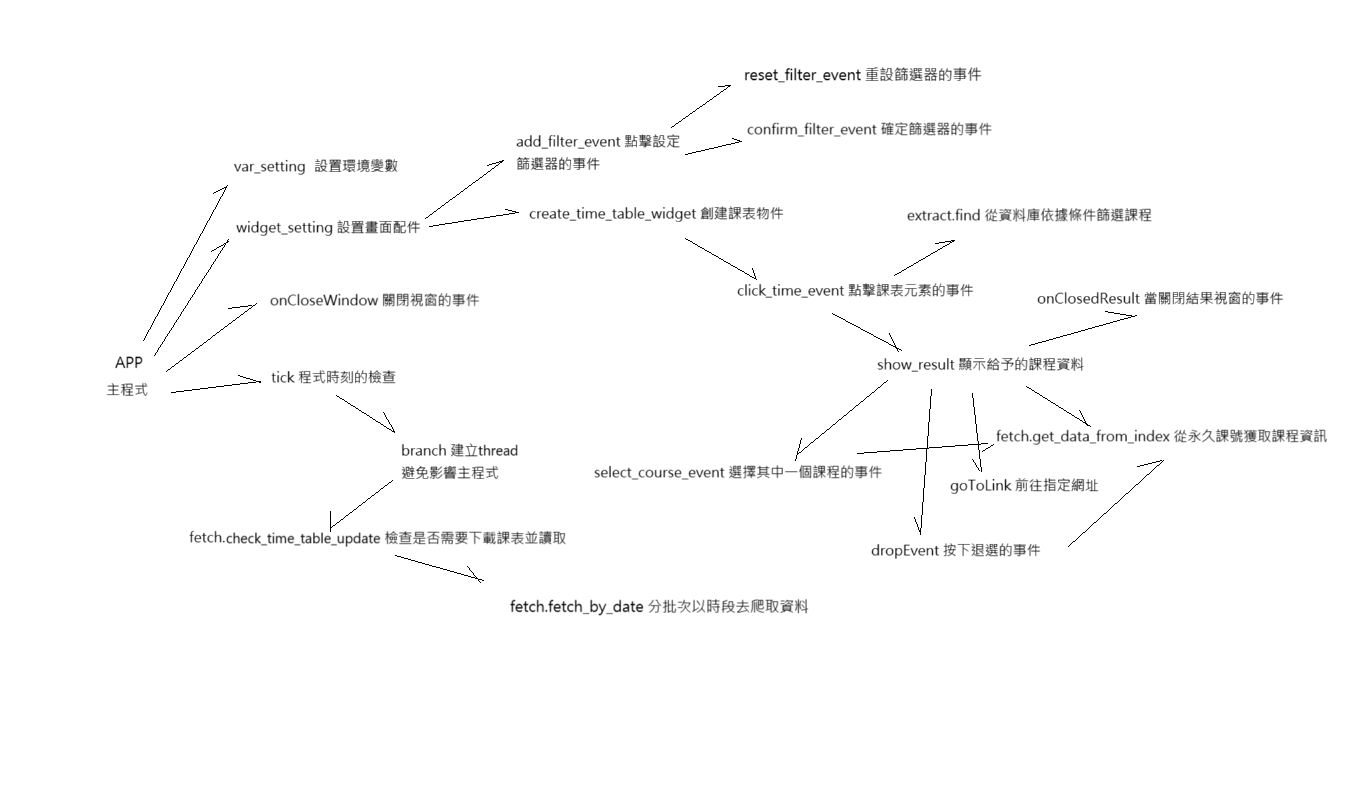 reset_filter_event 重設篩選器的事件
confirm_filter_event 確定篩選器的事件
add_filter_event 點擊設定
篩選器的事件
var_setting 設置環境變數
widget_setting 設置畫面配件
create_time_table_widget 創建課表物件
extract.find 從資料庫依據條件篩選課程
click_time_event 點擊課表元素的事件
onCloseWindow 關閉視窗的事件
onClosedResult 當關閉結果視窗的事件
APP
主程式
tick 程式時刻的檢查
show_result 顯示給予的課程資料
branch 建立thread
避免影響主程式
fetch.get_data_from_index 從永久課號獲取課程資訊
select_course_event 選擇其中一個課程的事件
goToLink 前往指定網址
fetch.check_time_table_update 檢查是否需要下載課表並讀取
dropEvent 按下退選的事件
fetch.fetch_by_date 分批次以時段去爬取資料